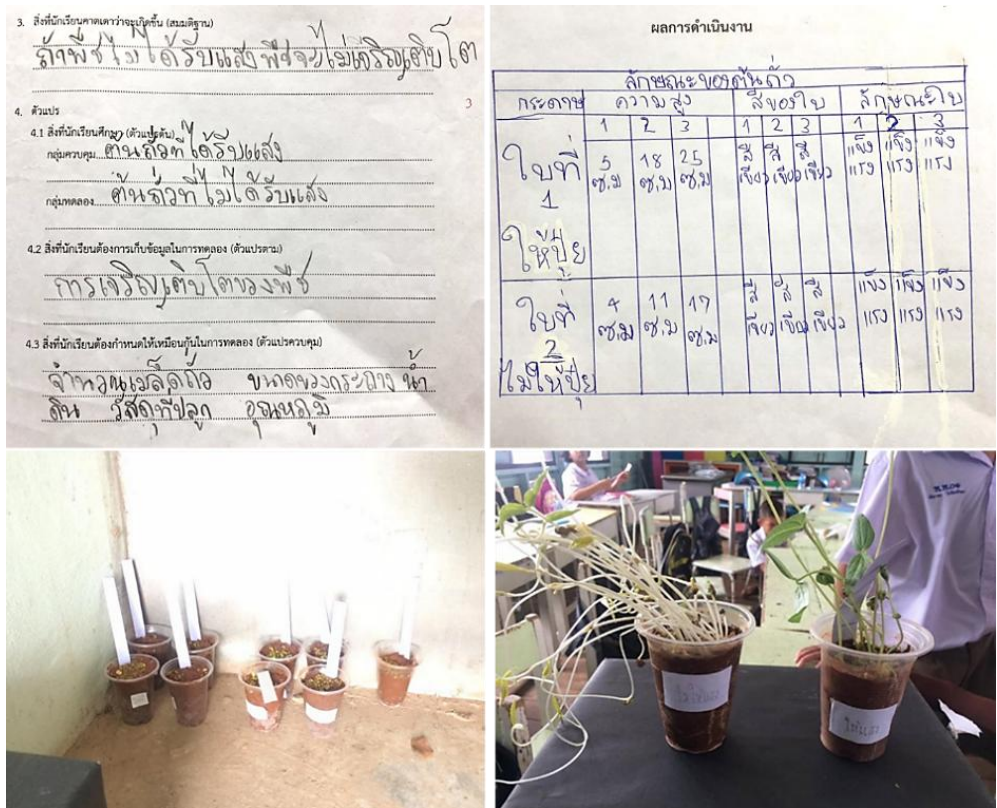 3. สิ่งที่นักเรียนคาดเดาว่าจะเกิดขึ้น (สมมติฐาน)
ถ้าพืชไม่ได้รับแสงพืชจะไม่เจริญเติบโต
3
4. ตัวแปร
4.1 สิ่งที่นักเรียนศึกษา (ตัวแปรต้น)
กลุ่มควบคุม ต้นถั่วที่ได้รับแสง
กลุ่มทดลอง ต้นถั่วที่ไม่ได้รับแสง
4.2 สิ่งที่นักเรียนต้องการเก็บข้อมูลในการทดลอง (ตัวแปรตาม)
การเจริญเติบโตของพืช
4.3 สิ่งที่นักเรียนต้องกำหนดให้เหมือนกันในการทดลอง (ตัวแปรควบคุม)
จำนวนเมล็ดถั่ว ขนาดของกระถาง น้ำ
ดิน วัสดุที่ปลูก อุณหภูมิ
ผลการดำเนินงาน
ลักษณะของต้นถั่ว
กระดาษ ความสูง สีของใบ ลักษณะใบ
1 2 3 1 2 3 1 2 3
ใบที่ 5 18 25 สี สี สี แข็ง แข็ง แข็ง
1 ซ.ม ซ.ม ซ.ม เขียว เขียว เขียว แรง แรง แรง
ให้ปุ๋ย
ใบที่ 4 11 17 สี สี สี แข็ง แข็ง แข็ง
2 ซ.ม ซ.ม ซ.ม เขียว เขียว เขียว แรง แรง แรง
ไม่ให้ปุ๋ย
ไม่ให้แสง
ให้แสง